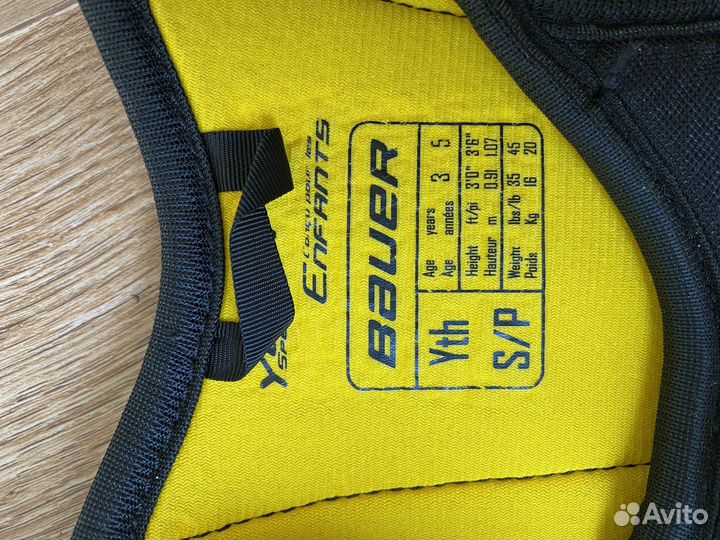 Conçu pour les
ENFANTS
BAUER
Yth
S/P
Age years 3 5
Age années
Height ft/pi 3'0" 3'6"
Hauteur m. 0.91 1.07
Weight lbs/lb 35 45
Poids Kg 16 20
Avito